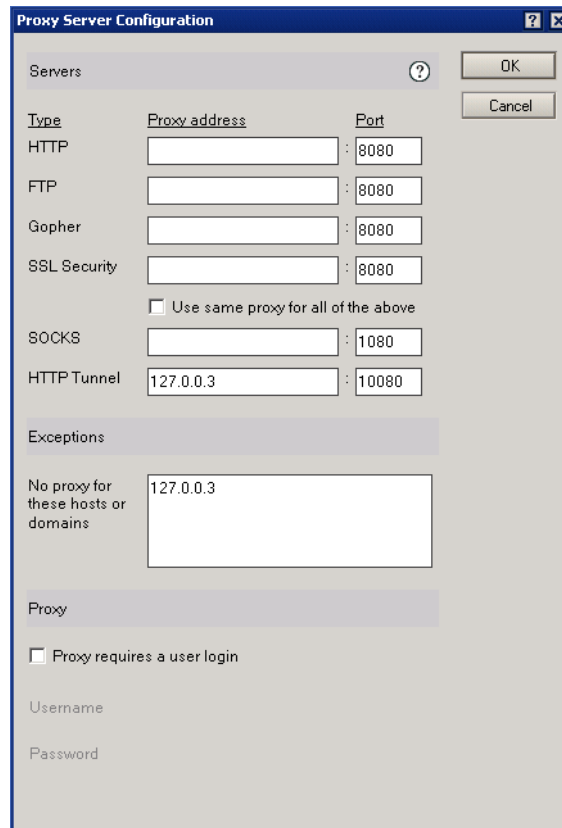 Proxy Server Configuration
Servers
OK
Cancel
Type Proxy address Port
HTTP : 8080
FTP : 8080
Gopher : 8080
SSL Security : 8080
Use same proxy for all of the above
SOCKS : 1080
HTTP Tunnel 127.0.0.3 : 10080
Exceptions
No proxy for
these hosts or
domains
127.0.0.3
Proxy
Proxy requires a user login
Username
Password